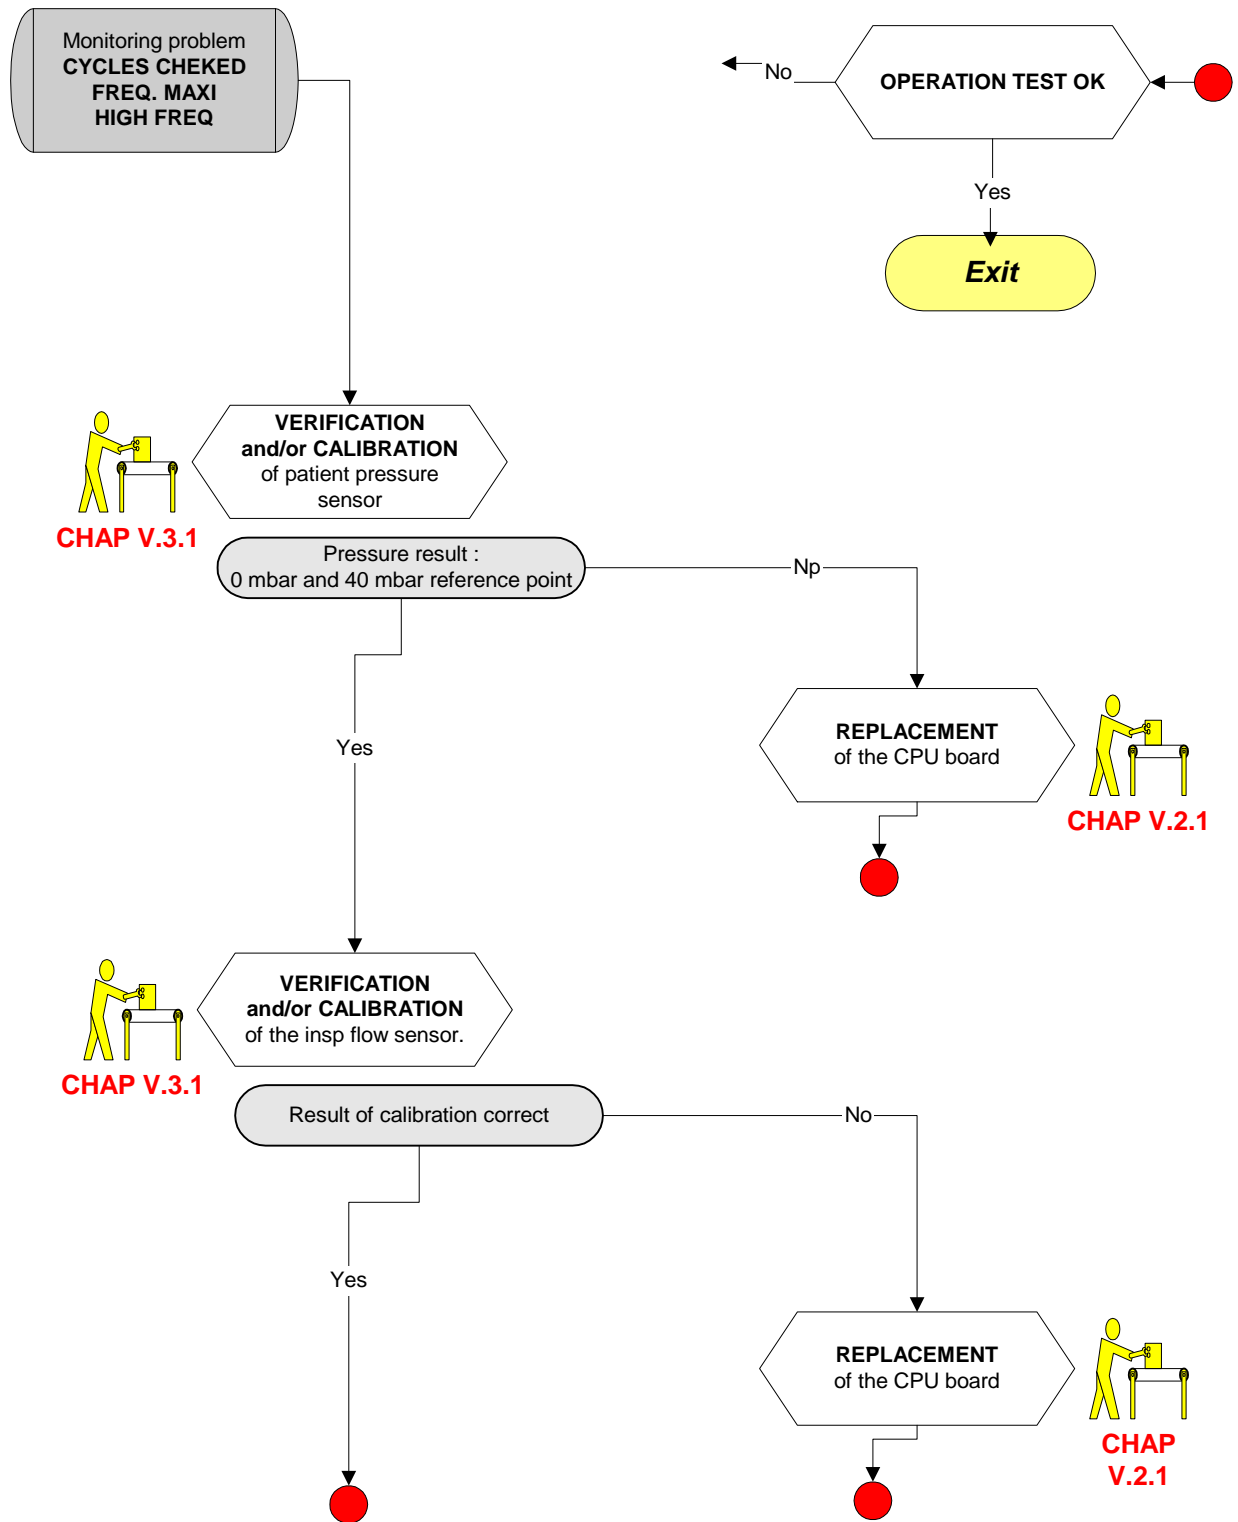 Monitoring problem
CYCLES CHEKED
FREQ. MAXI
HIGH FREQ
No
OPERATION TEST OK
Yes
Exit
VERIFICATION
and/or CALIBRATION
of patient pressure
sensor
CHAP V.3.1
Pressure result :
0 mbar and 40 mbar reference point
Np
Yes
REPLACEMENT
of the CPU board
CHAP V.2.1
VERIFICATION
and/or CALIBRATION
of the insp flow sensor.
CHAP V.3.1
Result of calibration correct
No
Yes
REPLACEMENT
of the CPU board
CHAP
V.2.1